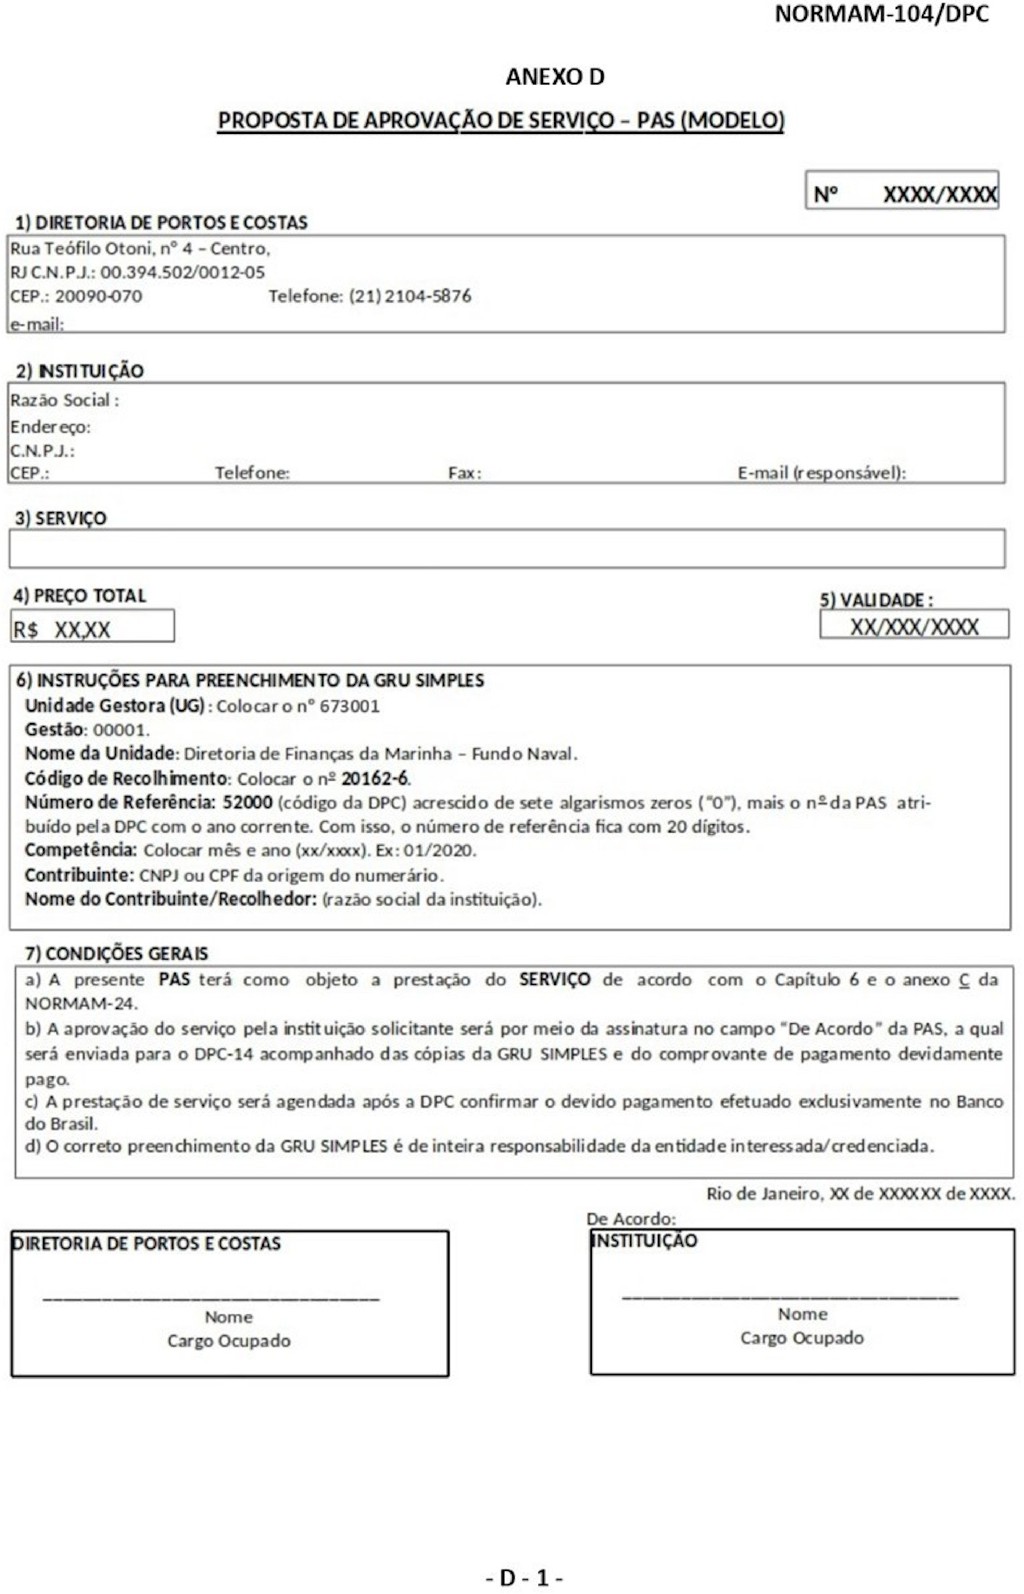 NORMAM-104/DPC
ANEXO D
PROPOSTA DE APROVAÇÃO DE SERVIÇO – PAS (MODELO)
Nº XXXX/XXXX
1) DIRETORIA DE PORTOS E COSTAS
Rua Teófilo Otoni, nº 4 – Centro,
RJ C.N.P.J.: 00.394.502/0012-05
CEP.: 20090-070 Telefone: (21) 2104-5876
e-mail:
2) INSTITUIÇÃO
Razão Social :
Endereço:
C.N.P.J.:
CEP.: Telefone: Fax: E-mail (responsável):
3) SERVIÇO
4) PREÇO TOTAL
5) VALIDADE :
R$ XX,XX
XX/XXX/XXXX
6) INSTRUÇÕES PARA PREENCHIMENTO DA GRU SIMPLES
Unidade Gestora (UG) : Colocar o nº 673001
Gestão: 00001.
Nome da Unidade: Diretoria de Finanças da Marinha – Fundo Naval.
Código de Recolhimento: Colocar o nº 20162-6.
Número de Referência: 52000 (código da DPC) acrescido de sete algarismos zeros ("0"), mais o nº da PAS atri-
buído pela DPC com o ano corrente. Com isso, o número de referência fica com 20 dígitos.
Competência: Colocar mês e ano (xx/xxxx). Ex: 01/2020.
Contribuinte: CNPJ ou CPF da origem do numerário.
Nome do Contribuinte/Recolhedor: (razão social da instituição).
7) CONDIÇÕES GERAIS
a) A presente PAS terá como objeto a prestação do SERVIÇO de acordo com o Capítulo 6 e o anexo C da
NORMAM-24.
b) A aprovação do serviço pela instituição solicitante será por meio da assinatura no campo "De Acordo" da PAS, a qual
será enviada para o DPC-14 acompanhado das cópias da GRU SIMPLES e do comprovante de pagamento devidamente
pago.
c) A prestação de serviço será agendada após a DPC confirmar o devido pagamento efetuado exclusivamente no Banco
do Brasil.
d) O correto preenchimento da GRU SIMPLES é de inteira responsabilidade da entidade interessada/credenciada.
Rio de Janeiro, XX de XXXXXX de XXXX.
De Acordo:
DIRETORIA DE PORTOS E COSTAS
INSTITUIÇÃO
Nome
Cargo Ocupado
Nome
Cargo Ocupado
- D - 1 -